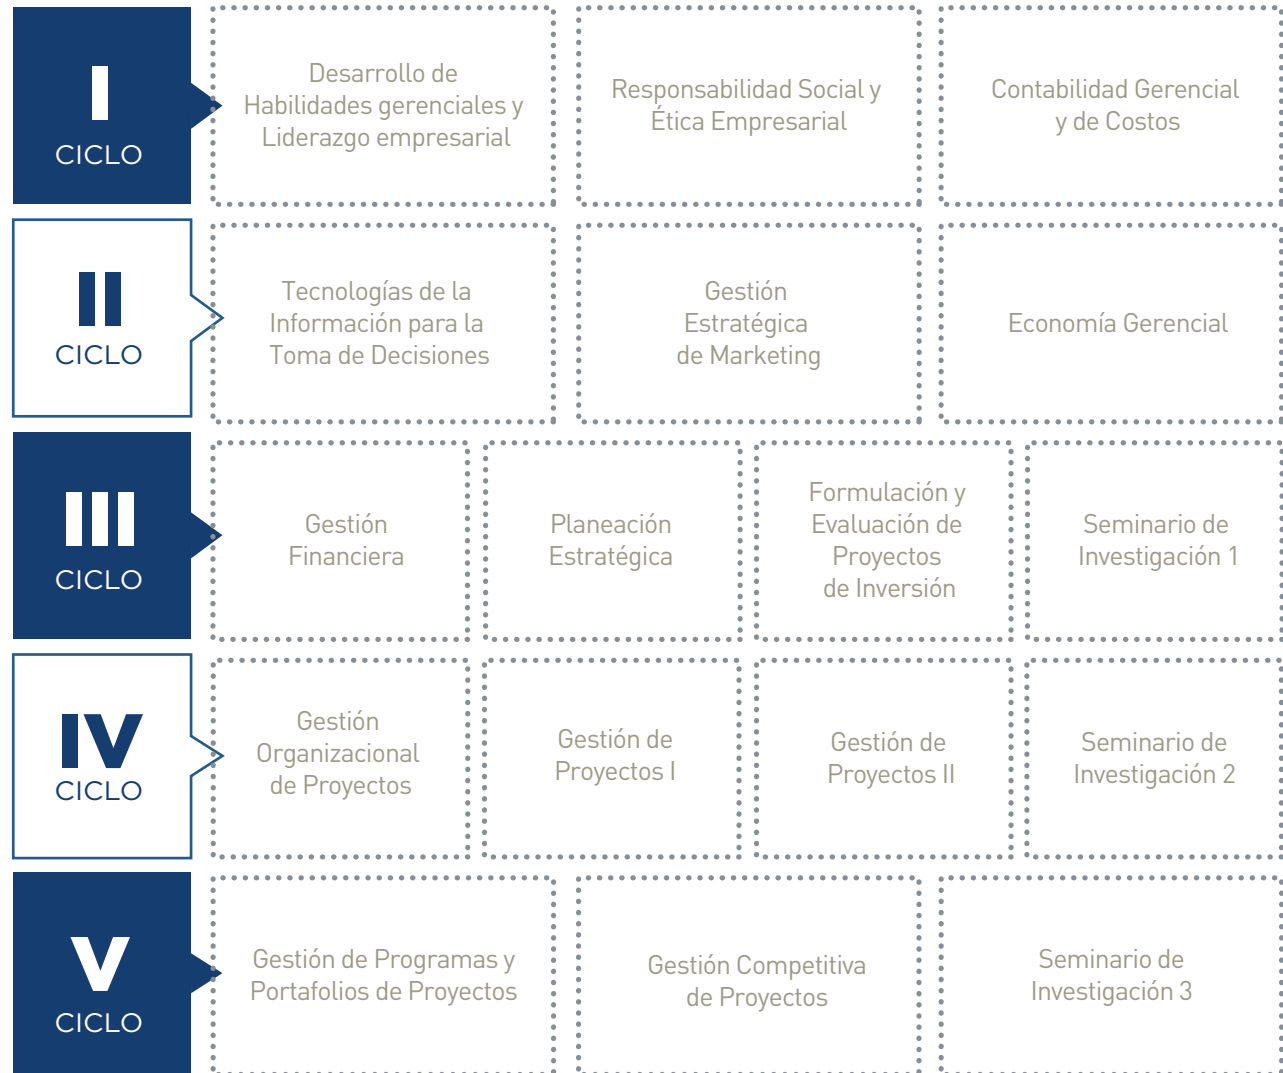 I
CICLO
Desarrollo de
Habilidades gerenciales y
Liderazgo empresarial
Responsabilidad Social y
Ética Empresarial
Contabilidad Gerencial
y de Costos
II
CICLO
Tecnologías de la
Información para la
Toma de Decisiones
Gestión
Estratégica
de Marketing
Economía Gerencial
III
CICLO
Gestión
Financiera
Planeación
Estratégica
Formulación y
Evaluación de
Proyectos
de Inversión
Seminario de
Investigación 1
IV
CICLO
Gestión
Organizacional
de Proyectos
Gestión de
Proyectos I
Gestión de
Proyectos II
Seminario de
Investigación 2
V
CICLO
Gestión de Programas y
Portafolios de Proyectos
Gestión Competitiva
de Proyectos
Seminario de
Investigación 3